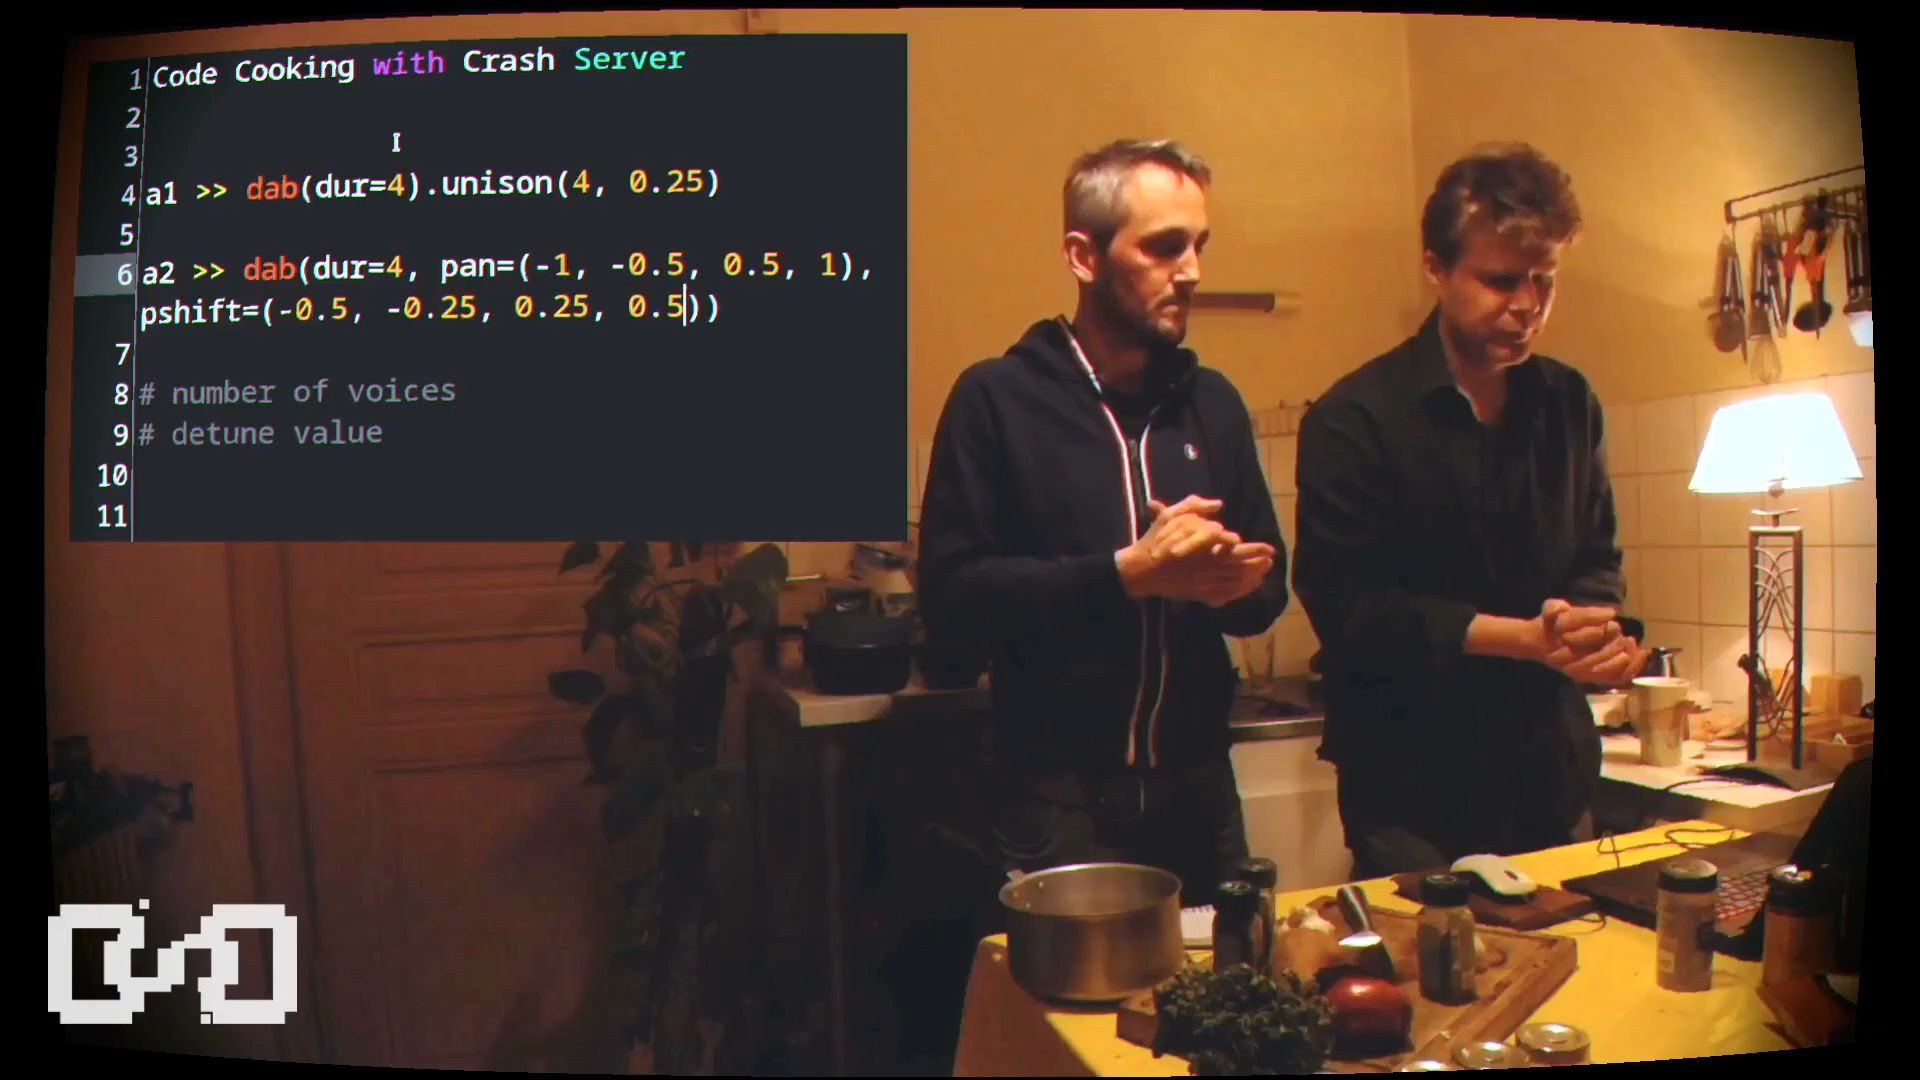 1 Code Cooking with Crash Server
2
3
4 a1 >> dab(dur=4).unison(4, 0.25)
5
6 a2 >> dab(dur=4, pan=(-1, -0.5, 0.5, 1),
pshift=(-0.5, -0.25, 0.25, 0.5))
7
8 # number of voices
9 # detune value
10
11